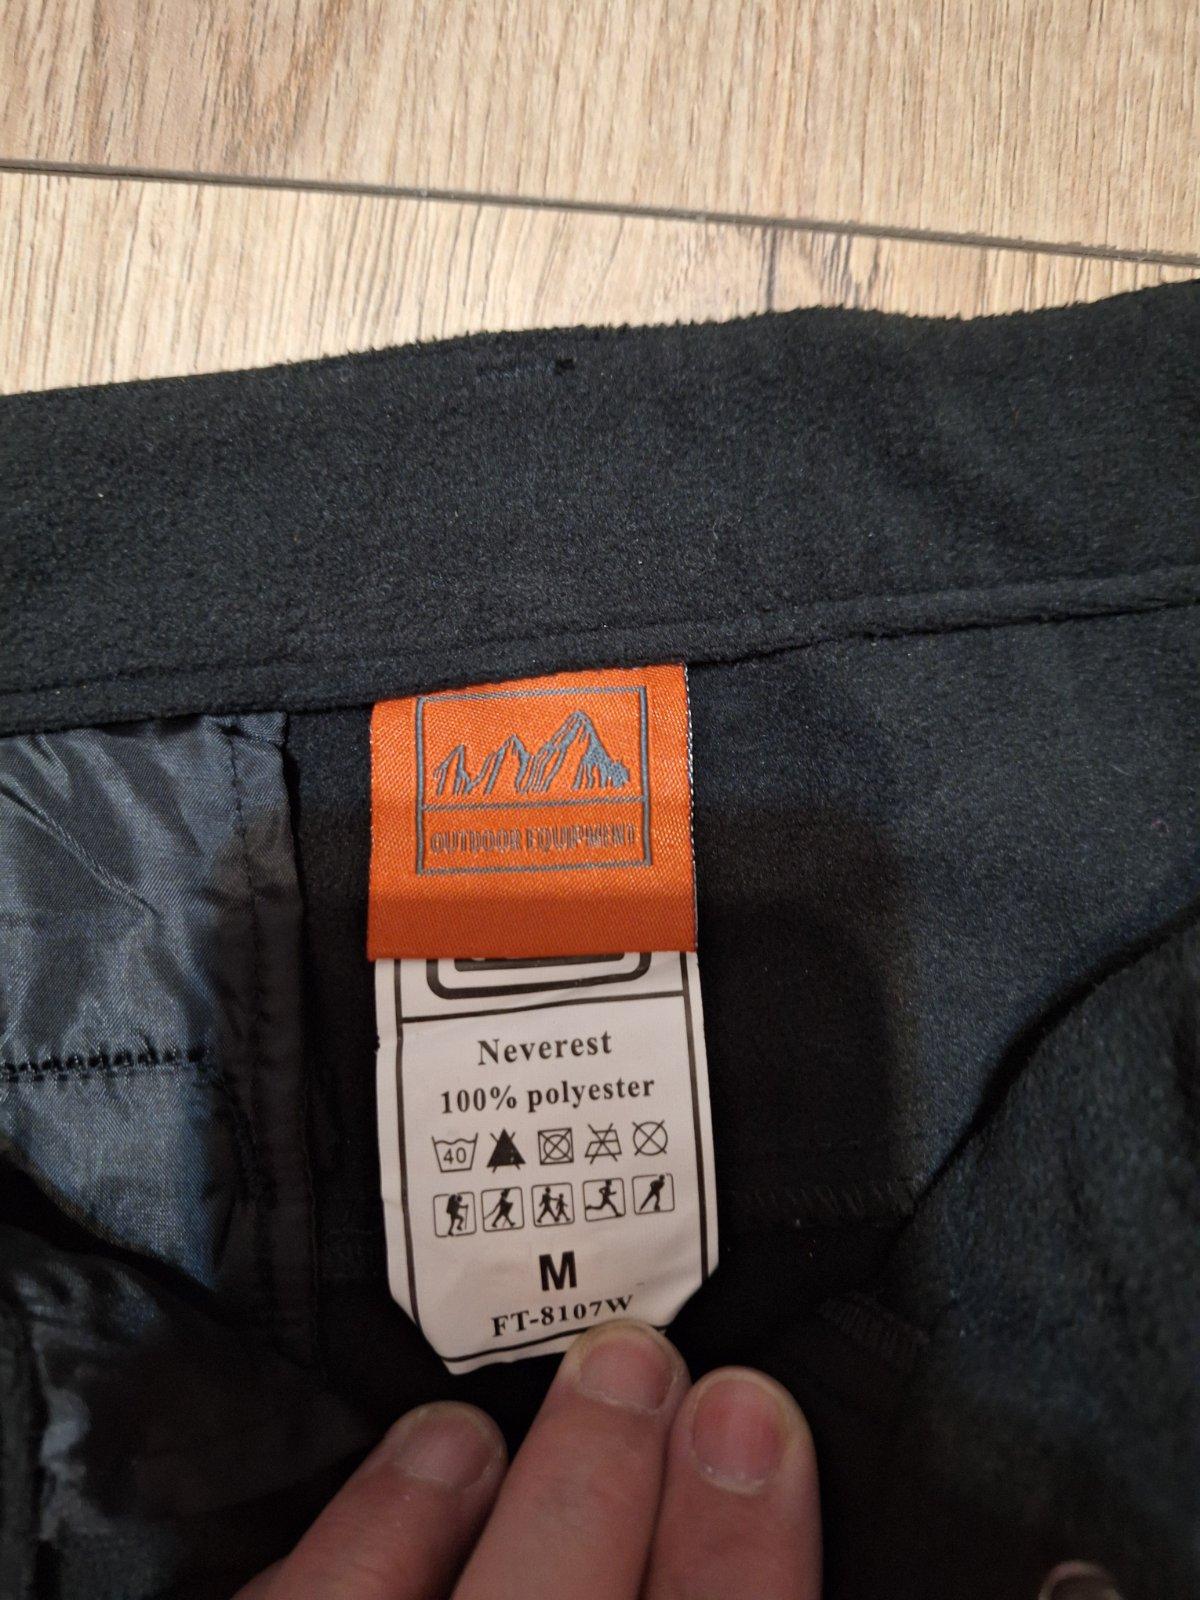 OUTDOOR EQUIPMENT
Neverest
100% polyester
40
M
FT-8107W